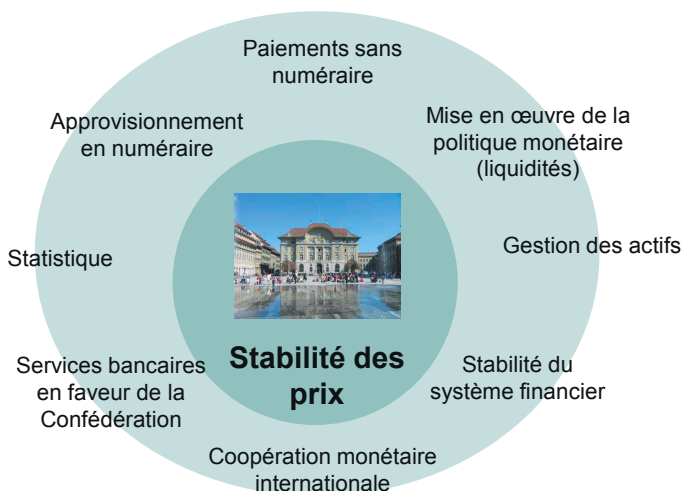 Paiements sans
numéraire
Approvisionnement
en numéraire
Mise en œuvre de la
politique monétaire
(liquidités)
Statistique
Gestion des actifs
Stabilité des
prix
Services bancaires
en faveur de la
Confédération
Stabilité du
système financier
Coopération monétaire
internationale